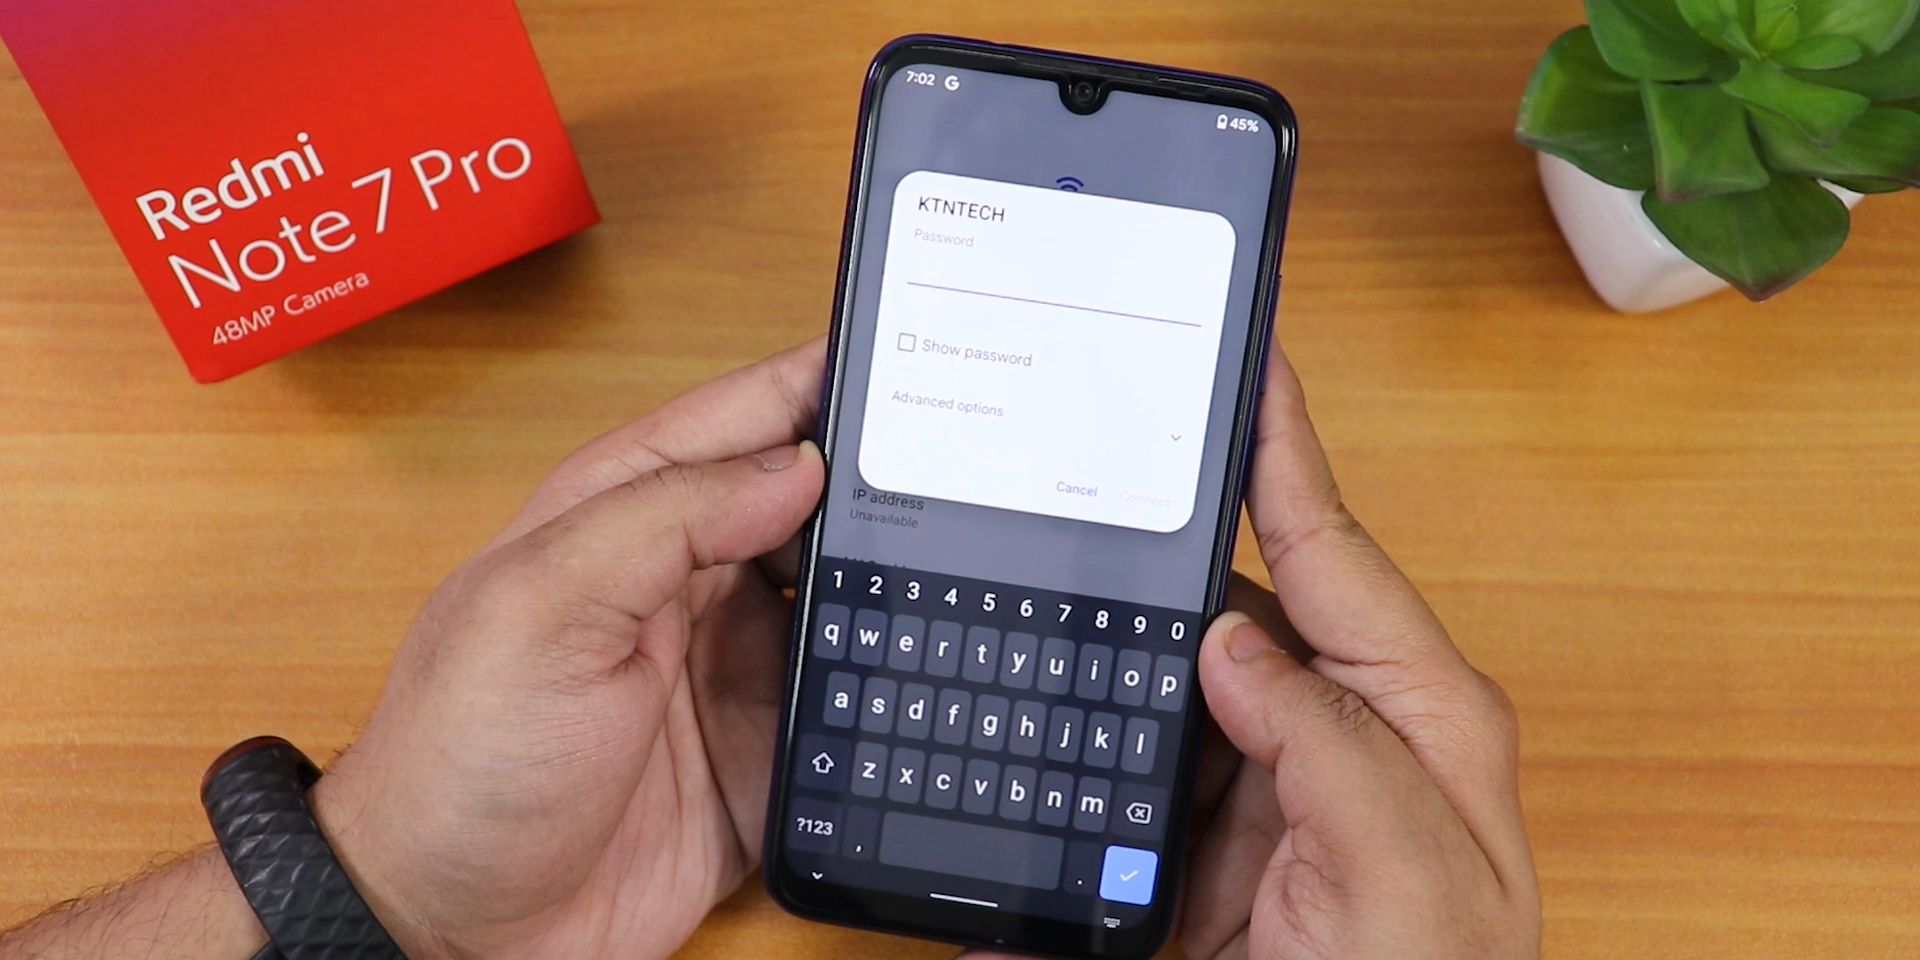 Redmi
Note 7 Pro
48MP Camera
7:02 G
45%
KTNTECH
Password
Show password
Advanced options
Cancel Connect
IP address
Unavailable
1 2 3 4 5 6 7 8 9 0
q w e r t y u i o p
a s d f g h j k l
z x c v b n m
?123 , .